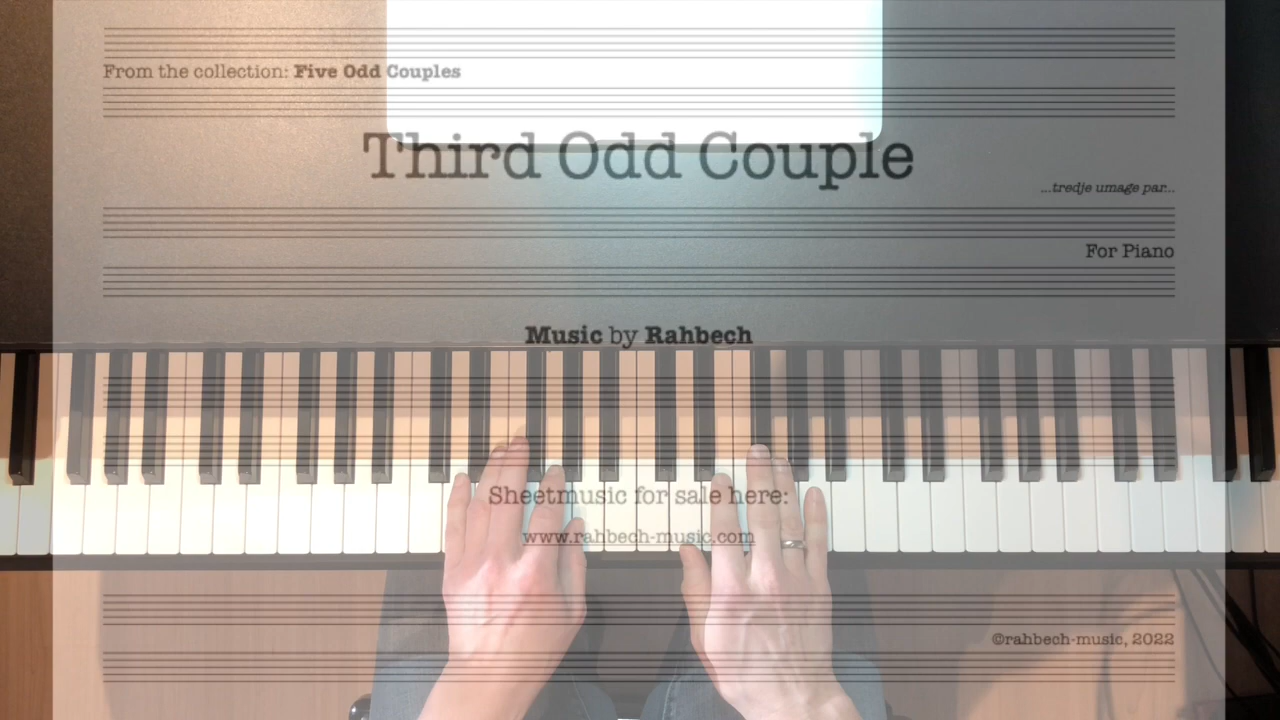 From the collection: Five Odd Couples
Third Odd Couple
...tredje umage par...
For Piano
Music by Rahbech
Sheetmusic for sale here:
www.rahbech-music.com
©rahbech-music, 2022